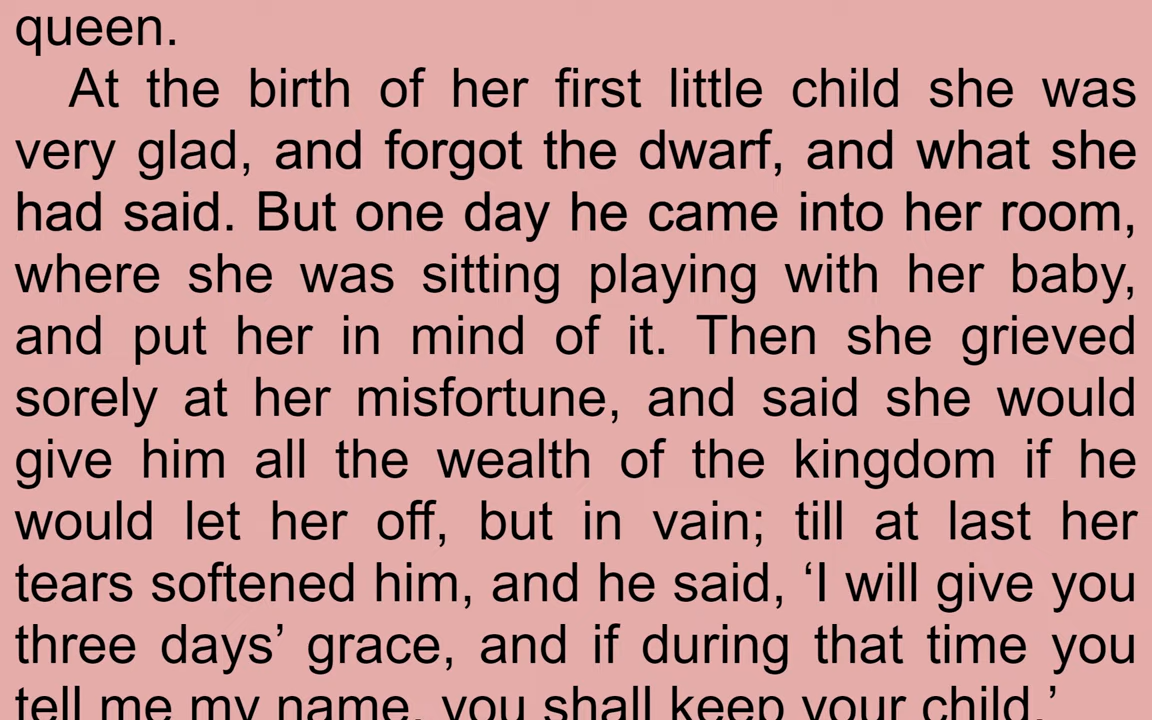 queen.
At the birth of her first little child she was
very glad, and forgot the dwarf, and what she
had said. But one day he came into her room,
where she was sitting playing with her baby,
and put her in mind of it. Then she grieved
sorely at her misfortune, and said she would
give him all the wealth of the kingdom if he
would let her off, but in vain; till at last her
tears softened him, and he said, ‘I will give you
three days’ grace, and if during that time you
tell me my name, you shall keep your child.’